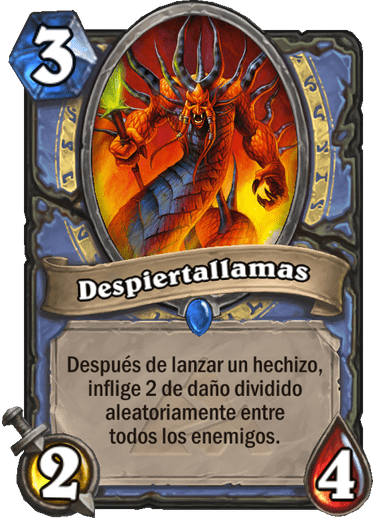 3
Despiertallamas
Después de lanzar un hechizo,
inflige 2 de daño dividido
aleatoriamente entre
todos los enemigos.
2
4